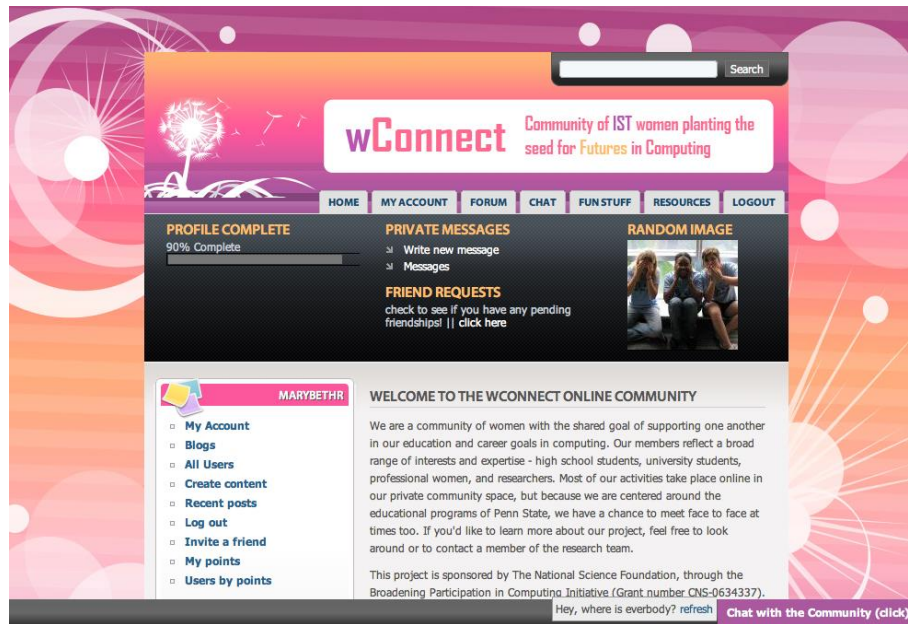 Search
wConnect
Community of IST women planting the
seed for Futures in Computing
HOME
MY ACCOUNT
FORUM
CHAT
FUN STUFF
RESOURCES
LOGOUT
PROFILE COMPLETE
90% Complete
PRIVATE MESSAGES
Write new message
Messages
FRIEND REQUESTS
check to see if you have any pending
friendships! || click here
RANDOM IMAGE
MARYBETHR
My Account
Blogs
All Users
Create content
Recent posts
Log out
Invite a friend
My points
Users by points
WELCOME TO THE WCONNECT ONLINE COMMUNITY
We are a community of women with the shared goal of supporting one another
in our education and career goals in computing. Our members reflect a broad
range of interests and expertise - high school students, university students,
professional women, and researchers. Most of our activities take place online in
our private community space, but because we are centered around the
educational programs of Penn State, we have a chance to meet face to face at
times too. If you'd like to learn more about our project, feel free to look
around or to contact a member of the research team.
This project is sponsored by The National Science Foundation, through the
Broadening Participation in Computing Initiative (Grant number CNS-0634337).
Hey, where is everbody? refresh
Chat with the Community (click)